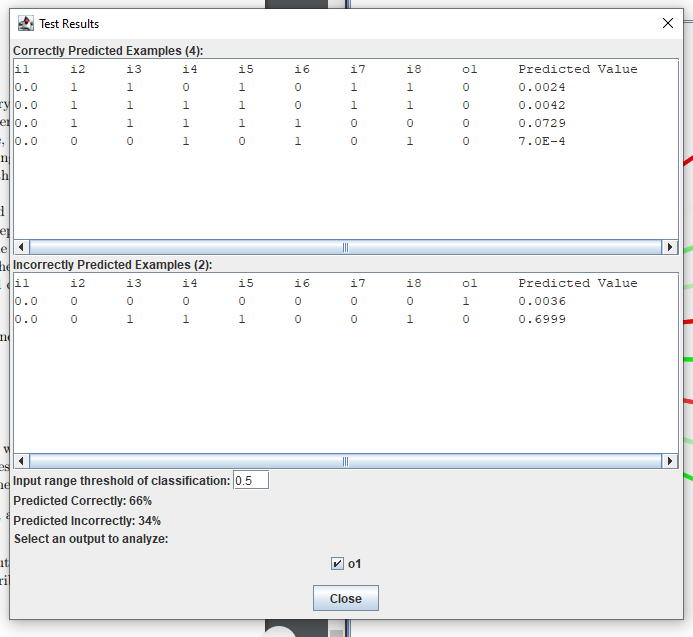 Test Results
Correctly Predicted Examples (4):
i1 i2 i3 i4 i5 i6 i7 i8 o1 Predicted Value
0.0 1 1 0 1 0 1 1 0 0.0024
0.0 1 1 1 1 0 1 1 0 0.0042
0.0 1 1 1 1 1 0 0 0 0.0729
0.0 0 0 1 0 1 0 1 0 7.0E-4
Incorrectly Predicted Examples (2):
i1 i2 i3 i4 i5 i6 i7 i8 o1 Predicted Value
0.0 0 0 0 0 0 0 0 1 0.0036
0.0 0 1 1 1 0 0 1 0 0.6999
Input range threshold of classification: 0.5
Predicted Correctly: 66%
Predicted Incorrectly: 34%
Select an output to analyze:
o1
Close